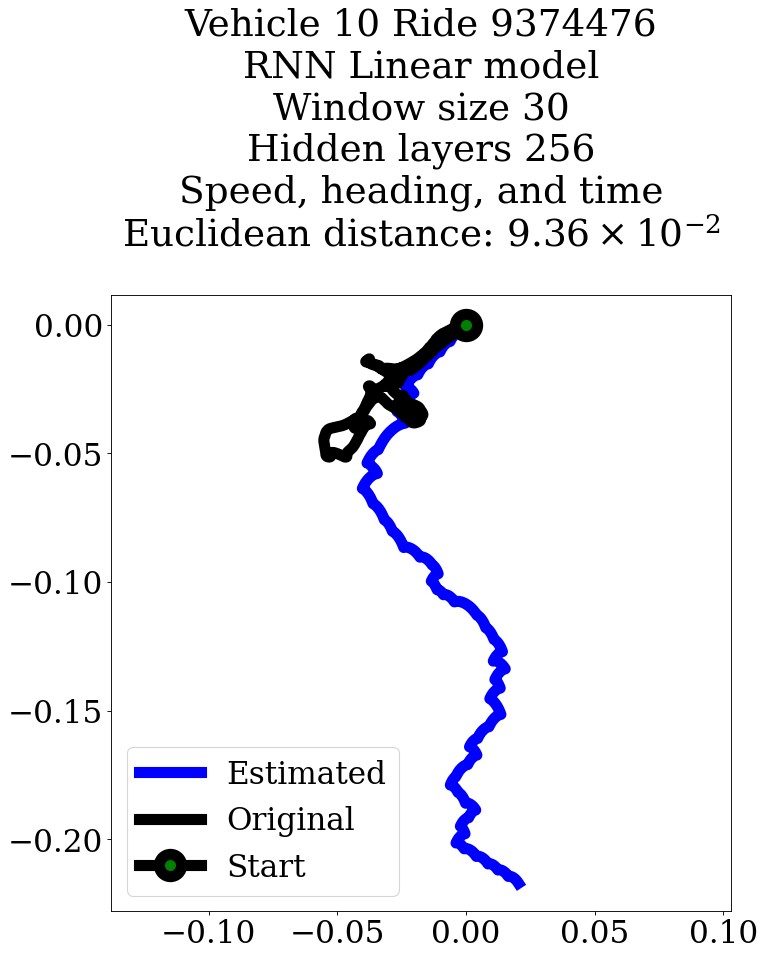 Vehicle 10 Ride 9374476
RNN Linear model
Window size 30
Hidden layers 256
Speed, heading, and time
Euclidean distance: 9.36 × 10⁻²
0.00
−0.05
−0.10
−0.15
−0.20
Estimated
Original
Start
−0.10 −0.05 0.00 0.05 0.10